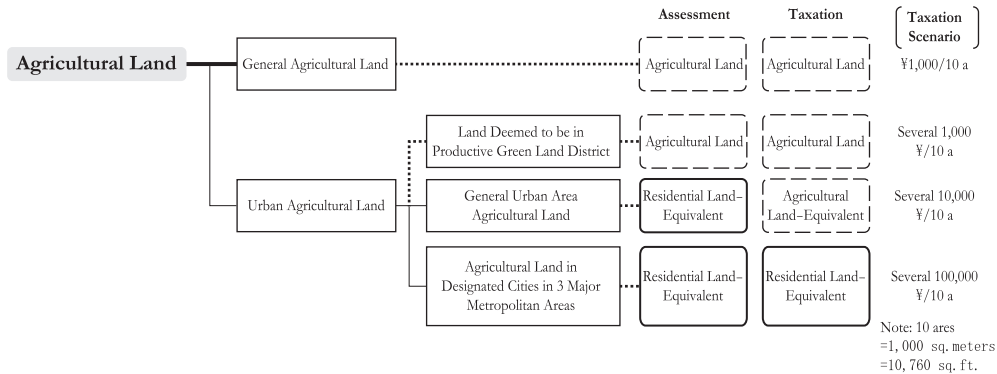 Assessment
Taxation
Taxation
Scenario
Agricultural Land
General Agricultural Land
Agricultural Land
Agricultural Land
¥1,000/10 a
Land Deemed to be in
Productive Green Land District
Agricultural Land
Agricultural Land
Several 1,000
¥/10 a
Urban Agricultural Land
General Urban Area
Agricultural Land
Residential Land–
Equivalent
Agricultural
Land–Equivalent
Several 10,000
¥/10 a
Agricultural Land in
Designated Cities in 3 Major
Metropolitan Areas
Residential Land–
Equivalent
Residential Land–
Equivalent
Several 100,000
¥/10 a
Note: 10 ares
=1,000 sq.meters
=10,760 sq.ft.